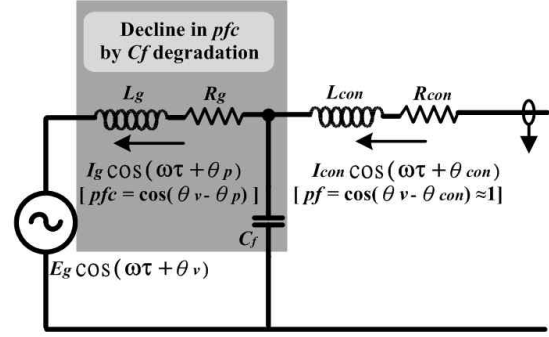 Decline in pfc
by Cf degradation
Lg Rg Lcon Rcon
Ig cos(ωτ + θp) Icon cos(ωτ + θcon)
[ pfc = cos(θv - θp) ] [ pf = cos(θv - θcon) ≈1]
Cf
Eg cos(ωτ + θv)